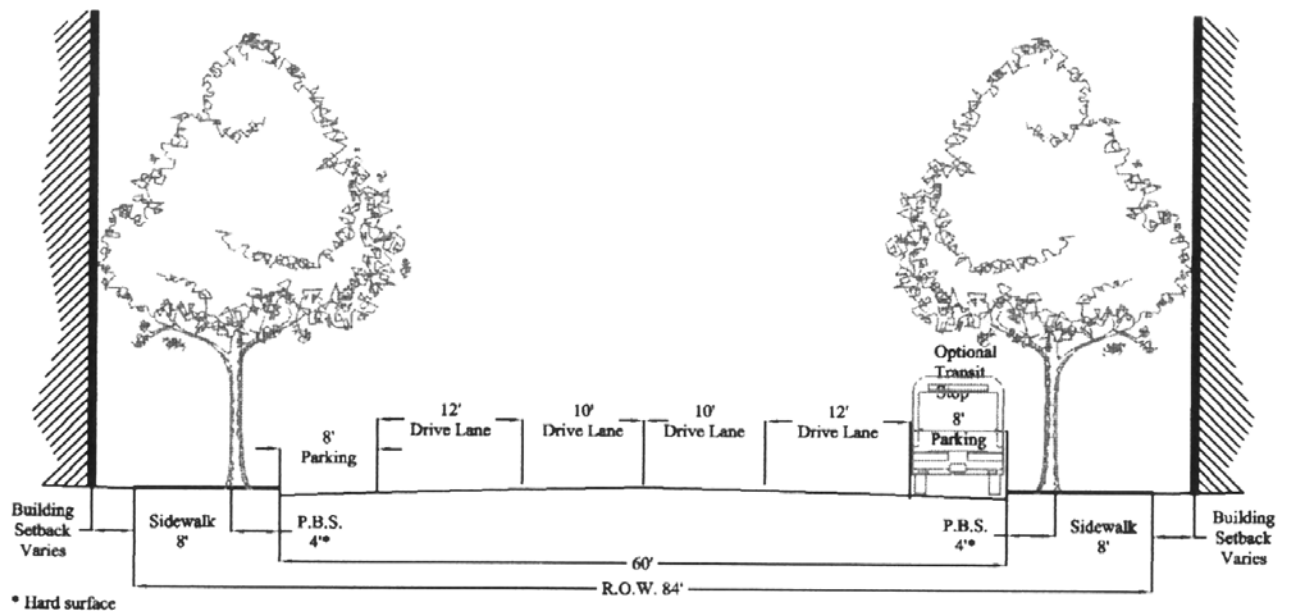 Optional
Transit
Stop
12'
Drive Lane
10'
Drive Lane
10'
Drive Lane
12'
Drive Lane
8'
Parking
8'
Parking
Building
Setback
Varies
Sidewalk
8'
P.B.S.
4'*
P.B.S.
4'*
Sidewalk
8'
Building
Setback
Varies
60'
R.O.W. 84'
* Hard surface